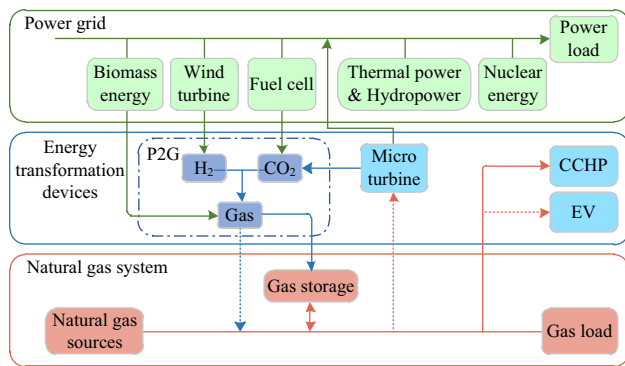 Power grid
Power
load
Biomass
energy
Wind
turbine
Fuel cell
Thermal power
& Hydropower
Nuclear
energy
Energy
transformation
devices
P2G
H₂
CO₂
Micro
turbine
CCHP
Gas
EV
Natural gas system
Gas storage
Natural gas
sources
Gas load